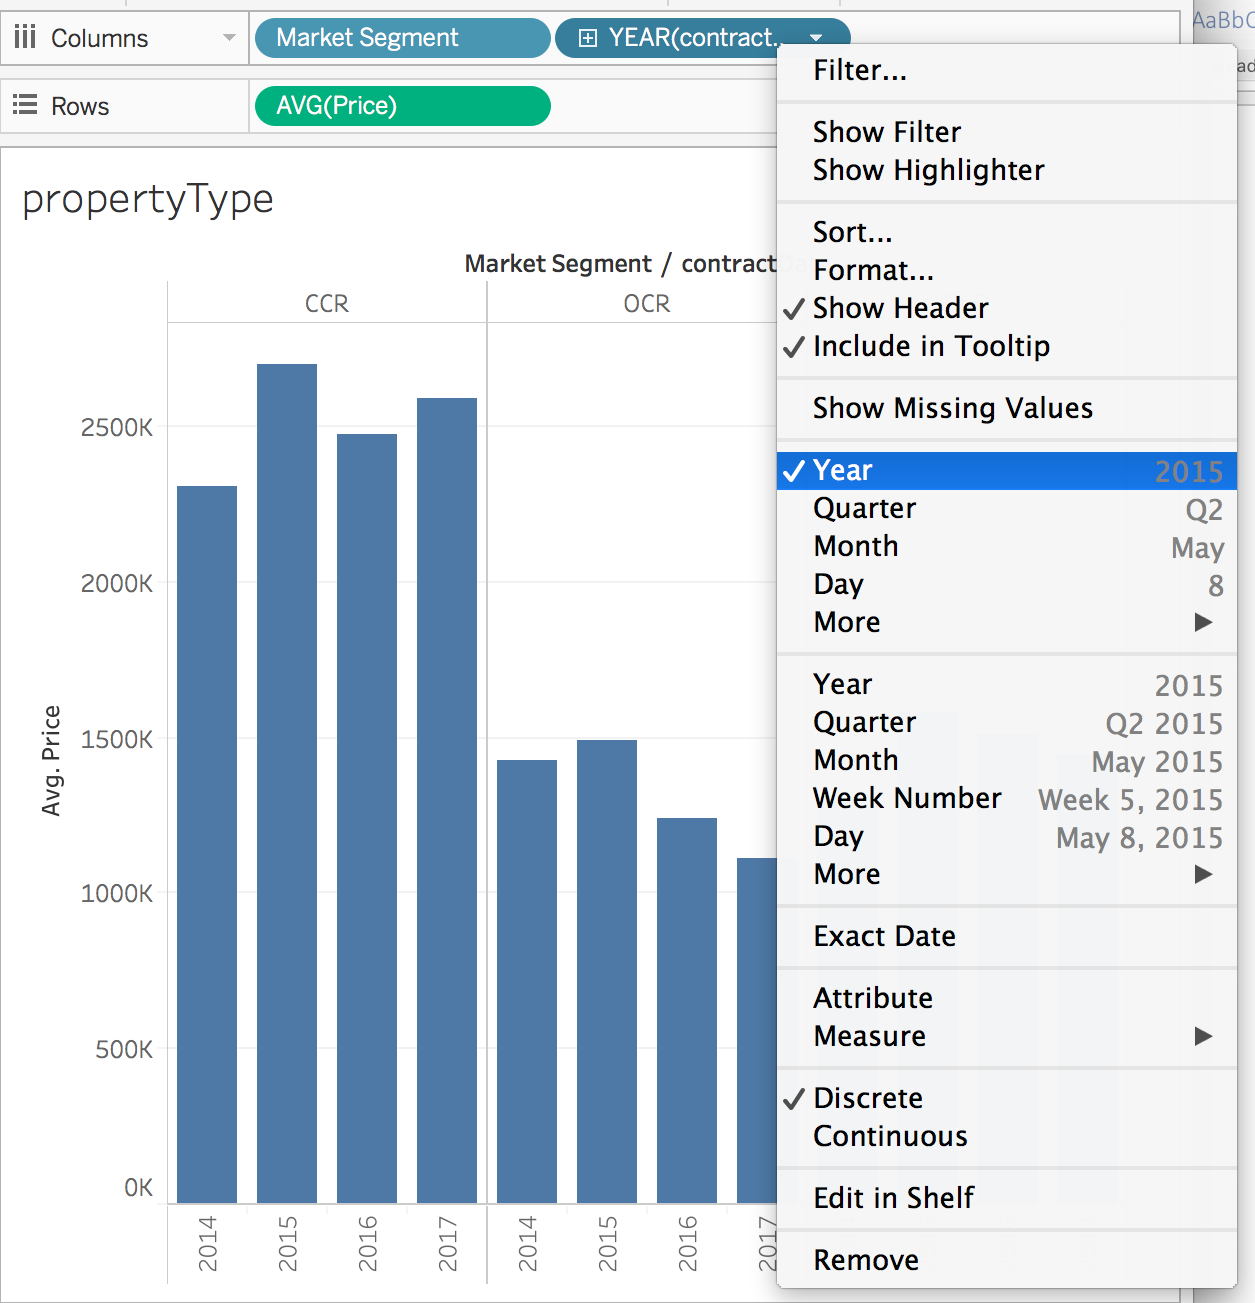 Columns
Market Segment
YEAR(contract..
AaBbC
Rows
AVG(Price)
propertyType
Market Segment / contract
CCR
OCR
2500K
2000K
1500K
1000K
500K
0K
Avg. Price
2014
2015
2016
2017
2014
2015
2016
2017
Filter...
Show Filter
Show Highlighter
Sort...
Format...
Show Header
Include in Tooltip
Show Missing Values
Year 2015
Quarter Q2
Month May
Day 8
More
Year 2015
Quarter Q2 2015
Month May 2015
Week Number Week 5, 2015
Day May 8, 2015
More
Exact Date
Attribute
Measure
Discrete
Continuous
Edit in Shelf
Remove